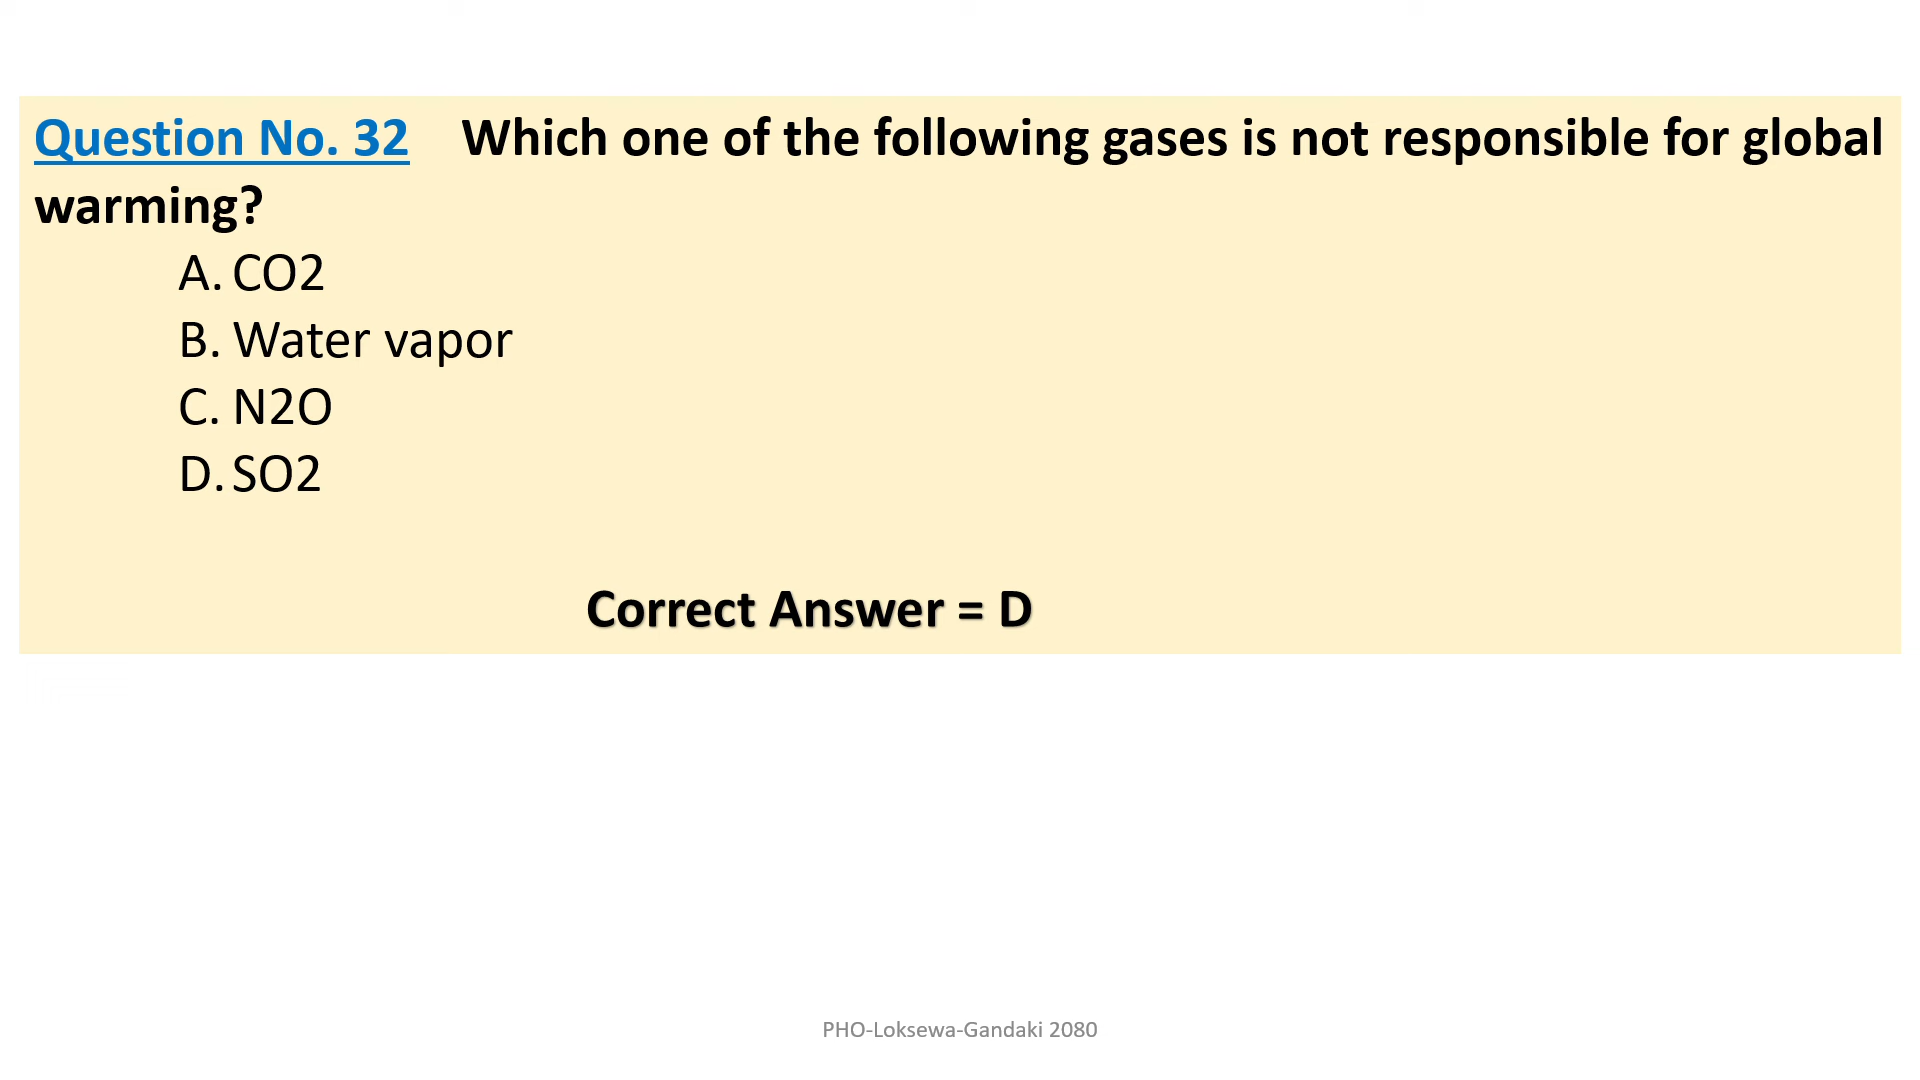 Question No. 32 Which one of the following gases is not responsible for global
warming?
A. CO2
B. Water vapor
C. N2O
D. SO2
Correct Answer = D
PHO-Loksewa-Gandaki 2080